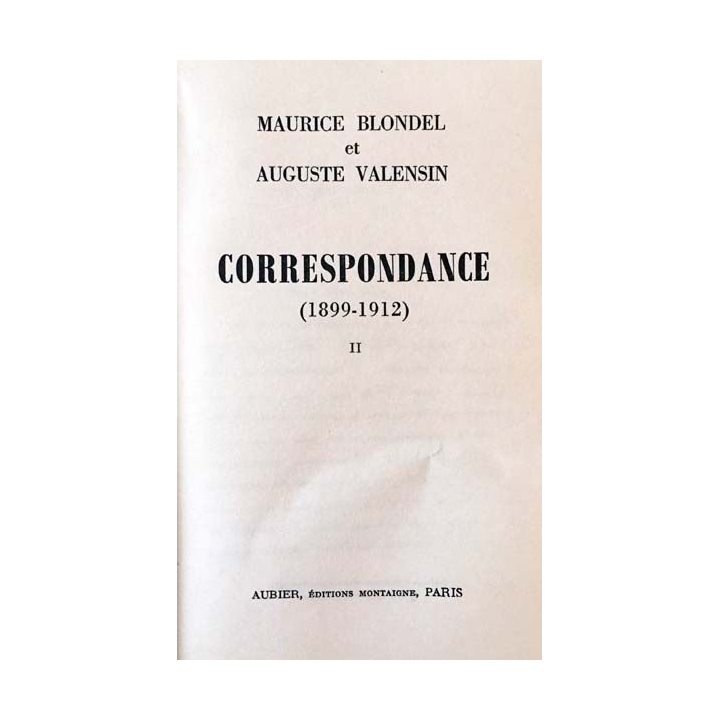 MAURICE BLONDEL
et
AUGUSTE VALENSIN
CORRESPONDANCE
(1899-1912)
II
AUBIER, ÉDITIONS MONTAIGNE, PARIS